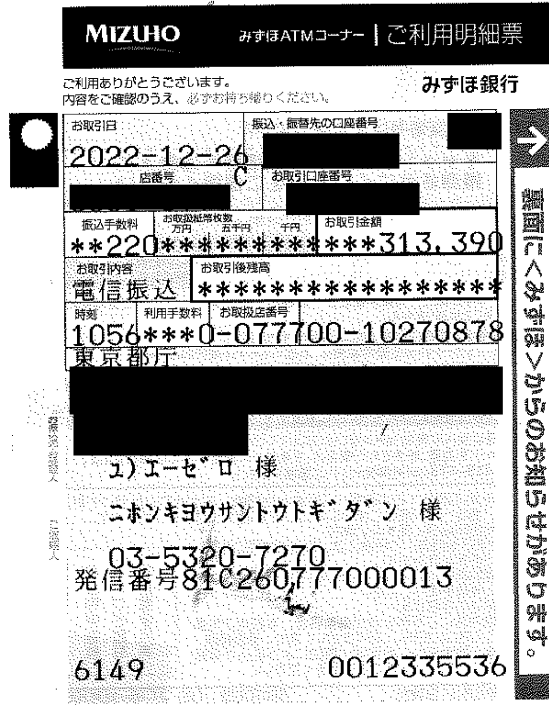 MIZUHO みずほATMコーナー | ご利用明細票
ご利用ありがとうございます。
内容をご確認のうえ、必ずお持ち帰りください。
みずほ銀行
お取引日 振込・振替先の口座番号
2022-12-26
店番号 お取引口座番号
C
振込手数料 お取扱紙幣枚数 お取引金額
万円 五千円 千円
**220*************313,390
お取引内容 お取引後残高
電信振込 ******************
時刻 利用手数料 お取扱店番号
1056***0-077700-10270878
東京都庁
ユ)エーゼロ 様
ニホンキヨウサントウトギダン 様
03-5320-7270
発信番号81C260777000013
6149 0012335536
→ 裏面に<みずほ>からのお知らせがあります。